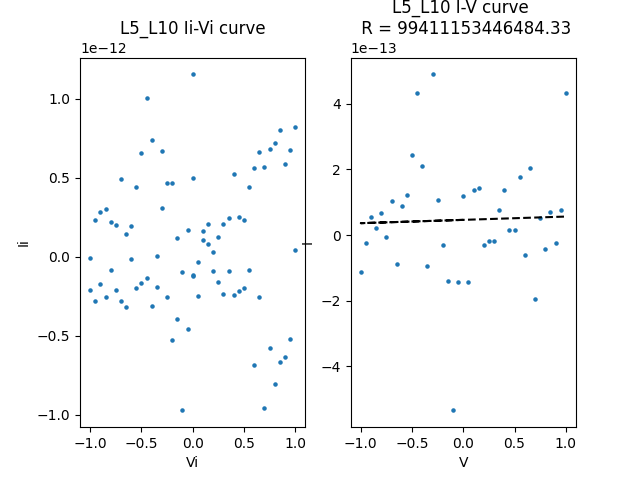 L5_L10 Ii-Vi curve
1e−12
1.0
0.5
0.0
−0.5
−1.0
−1.0 −0.5 0.0 0.5 1.0
Vi
Ii
L5_L10 I-V curve
R = 99411153446484.33
1e−13
4
2
0
−2
−4
−1.0 −0.5 0.0 0.5 1.0
V
I